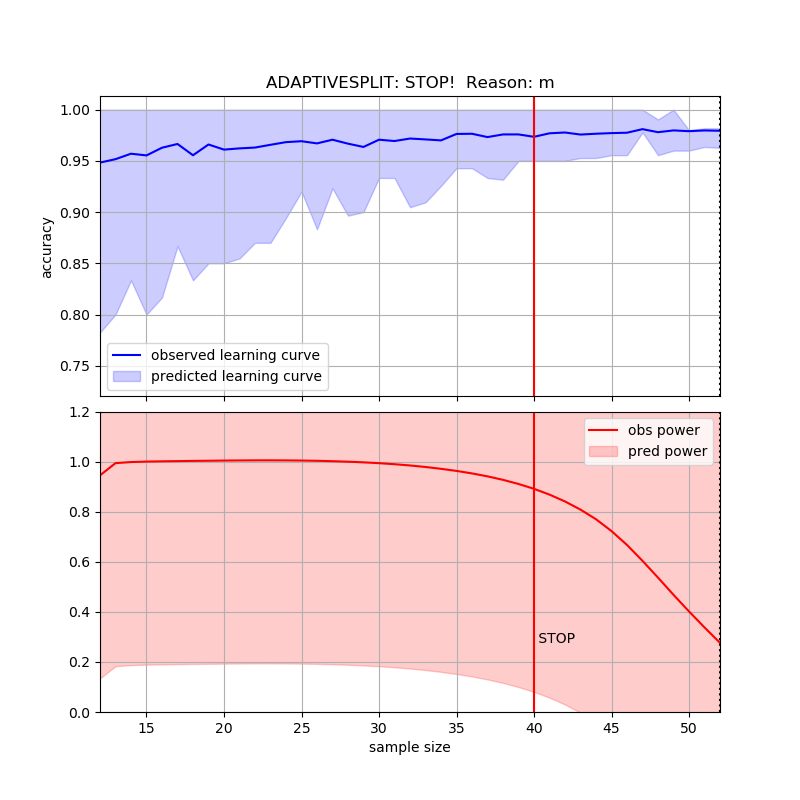 ADAPTIVESPLIT: STOP!  Reason: m
1.00
0.95
0.90
0.85
0.80
0.75
accuracy
observed learning curve
predicted learning curve
1.2
1.0
0.8
0.6
0.4
0.2
0.0
obs power
pred power
STOP
15 20 25 30 35 40 45 50
sample size